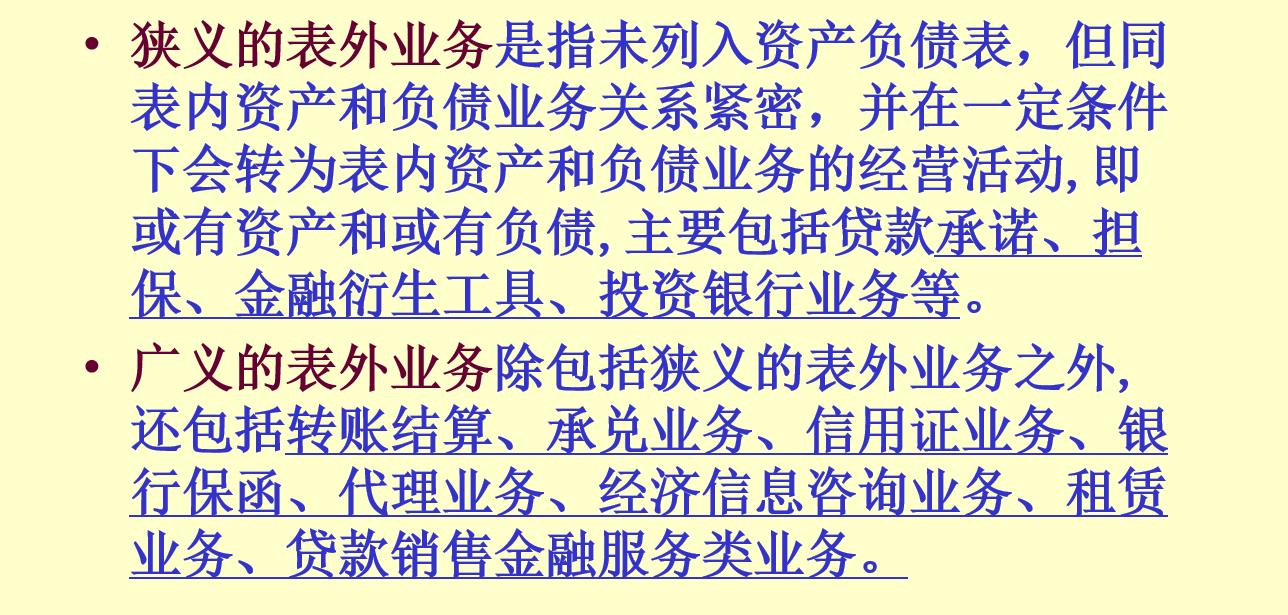 • 狭义的表外业务是指未列入资产负债表，但同
表内资产和负债业务关系紧密，并在一定条件
下会转为表内资产和负债业务的经营活动,即
或有资产和或有负债,主要包括贷款承诺、担
保、金融衍生工具、投资银行业务等。
• 广义的表外业务除包括狭义的表外业务之外,
还包括转账结算、承兑业务、信用证业务、银
行保函、代理业务、经济信息咨询业务、租赁
业务、贷款销售金融服务类业务。